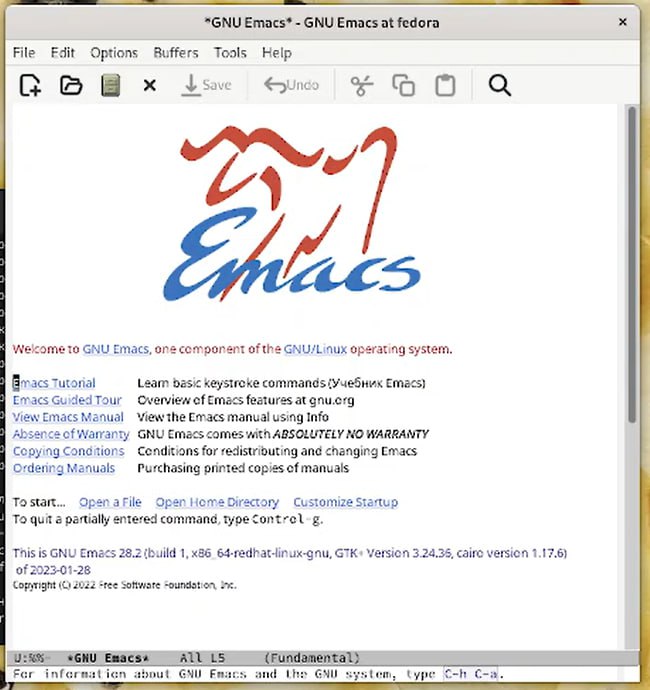 *GNU Emacs* - GNU Emacs at fedora
File Edit Options Buffers Tools Help
Save Undo
Emacs
Welcome to GNU Emacs, one component of the GNU/Linux operating system.
Emacs Tutorial Learn basic keystroke commands (Учебник Emacs)
Emacs Guided Tour Overview of Emacs features at gnu.org
View Emacs Manual View the Emacs manual using Info
Absence of Warranty GNU Emacs comes with ABSOLUTELY NO WARRANTY
Copying Conditions Conditions for redistributing and changing Emacs
Ordering Manuals Purchasing printed copies of manuals
To start... Open a File Open Home Directory Customize Startup
To quit a partially entered command, type Control-g.
This is GNU Emacs 28.2 (build 1, x86_64-redhat-linux-gnu, GTK+ Version 3.24.36, cairo version 1.17.6)
of 2023-01-28
Copyright (C) 2022 Free Software Foundation, Inc.
U:%%- *GNU Emacs* All L5 (Fundamental)
For information about GNU Emacs and the GNU system, type C-h C-a.